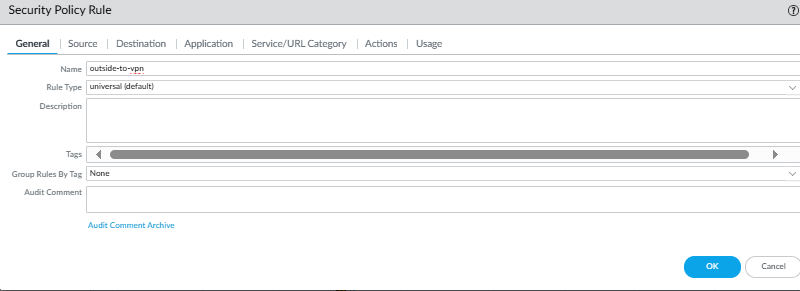 Security Policy Rule
General Source Destination Application Service/URL Category Actions Usage
Name outside-to-vpn
Rule Type universal (default)
Description
Tags
Group Rules By Tag None
Audit Comment
Audit Comment Archive
OK Cancel